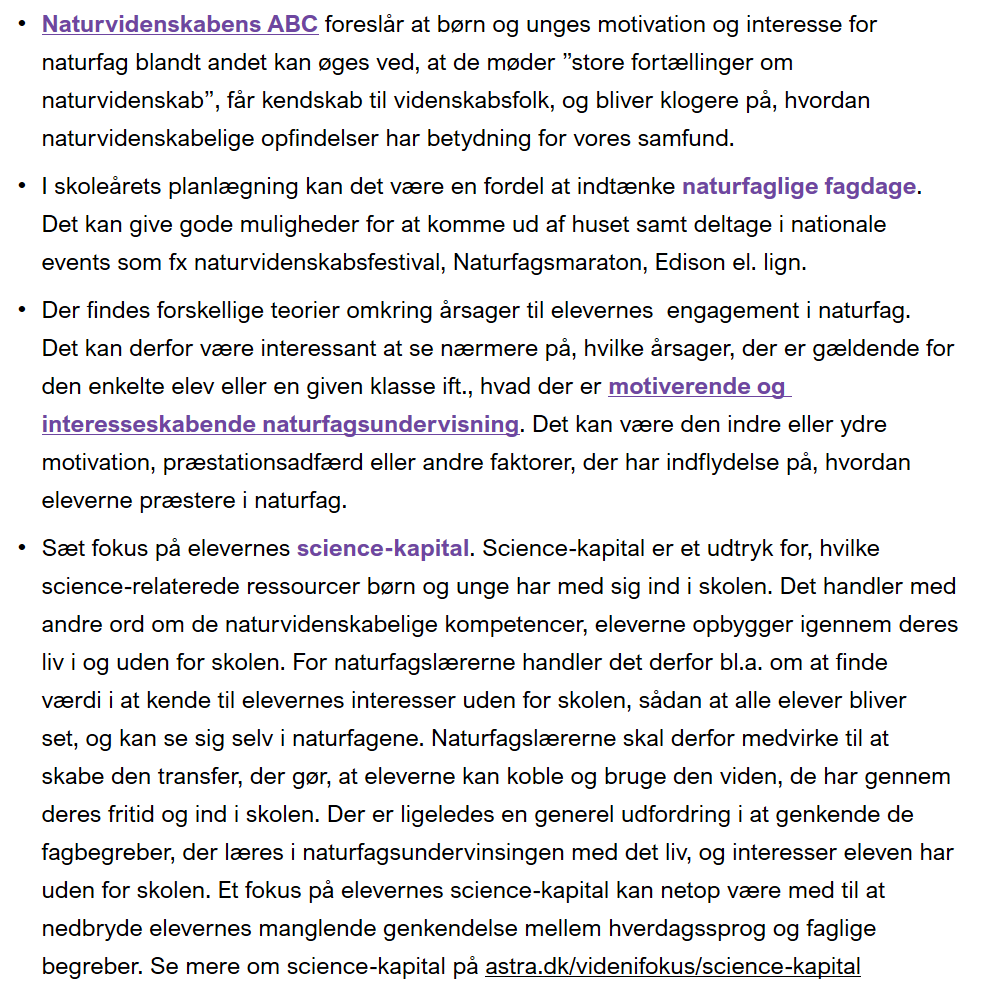 • Naturvidenskabens ABC foreslår at børn og unges motivation og interesse for
naturfag blandt andet kan øges ved, at de møder ”store fortællinger om
naturvidenskab”, får kendskab til videnskabsfolk, og bliver klogere på, hvordan
naturvidenskabelige opfindelser har betydning for vores samfund.
• I skoleårets planlægning kan det være en fordel at indtænke naturfaglige fagdage.
Det kan give gode muligheder for at komme ud af huset samt deltage i nationale
events som fx naturvidenskabsfestival, Naturfagsmaraton, Edison el. lign.
• Der findes forskellige teorier omkring årsager til elevernes  engagement i naturfag.
Det kan derfor være interessant at se nærmere på, hvilke årsager, der er gældende for
den enkelte elev eller en given klasse ift., hvad der er motiverende og
interesseskabende naturfagsundervisning. Det kan være den indre eller ydre
motivation, præstationsadfærd eller andre faktorer, der har indflydelse på, hvordan
eleverne præstere i naturfag.
• Sæt fokus på elevernes science-kapital. Science-kapital er et udtryk for, hvilke
science-relaterede ressourcer børn og unge har med sig ind i skolen. Det handler med
andre ord om de naturvidenskabelige kompetencer, eleverne opbygger igennem deres
liv i og uden for skolen. For naturfagslærerne handler det derfor bl.a. om at finde
værdi i at kende til elevernes interesser uden for skolen, sådan at alle elever bliver
set, og kan se sig selv i naturfagene. Naturfagslærerne skal derfor medvirke til at
skabe den transfer, der gør, at eleverne kan koble og bruge den viden, de har gennem
deres fritid og ind i skolen. Der er ligeledes en generel udfordring i at genkende de
fagbegreber, der læres i naturfagsundervinsingen med det liv, og interesser eleven har
uden for skolen. Et fokus på elevernes science-kapital kan netop være med til at
nedbryde elevernes manglende genkendelse mellem hverdagssprog og faglige
begreber. Se mere om science-kapital på astra.dk/videnifokus/science-kapital